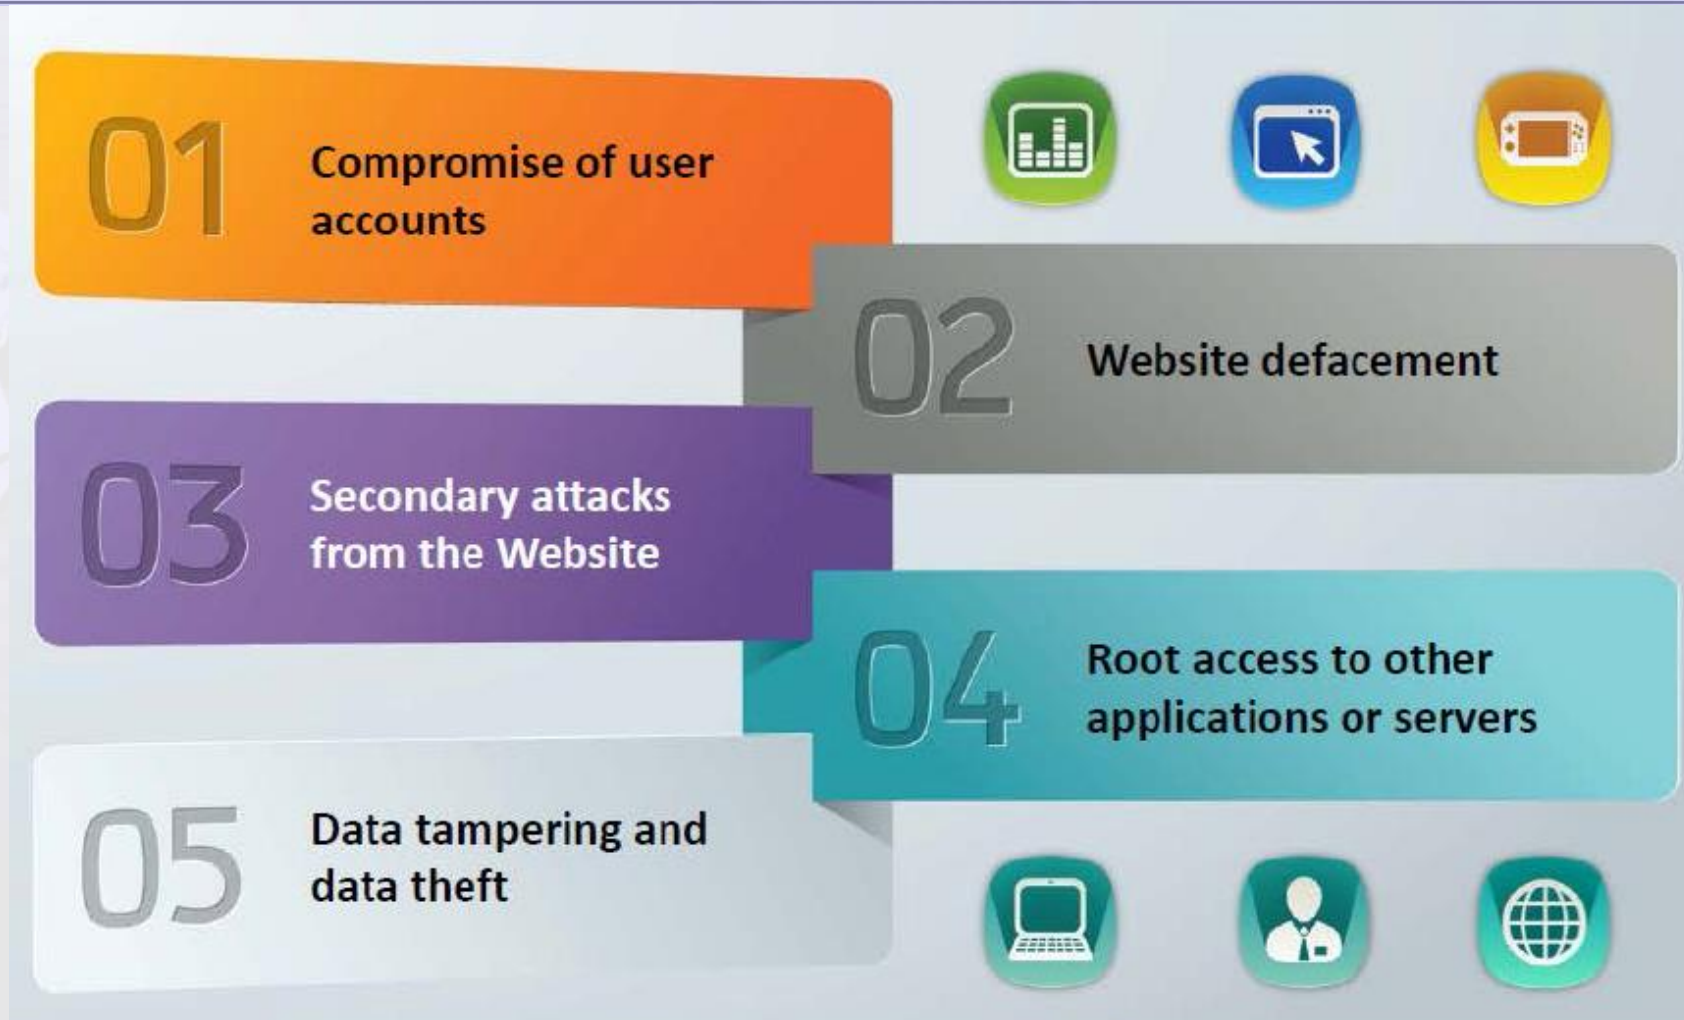 01
Compromise of user
accounts
02
Website defacement
03
Secondary attacks
from the Website
04
Root access to other
applications or servers
05
Data tampering and
data theft